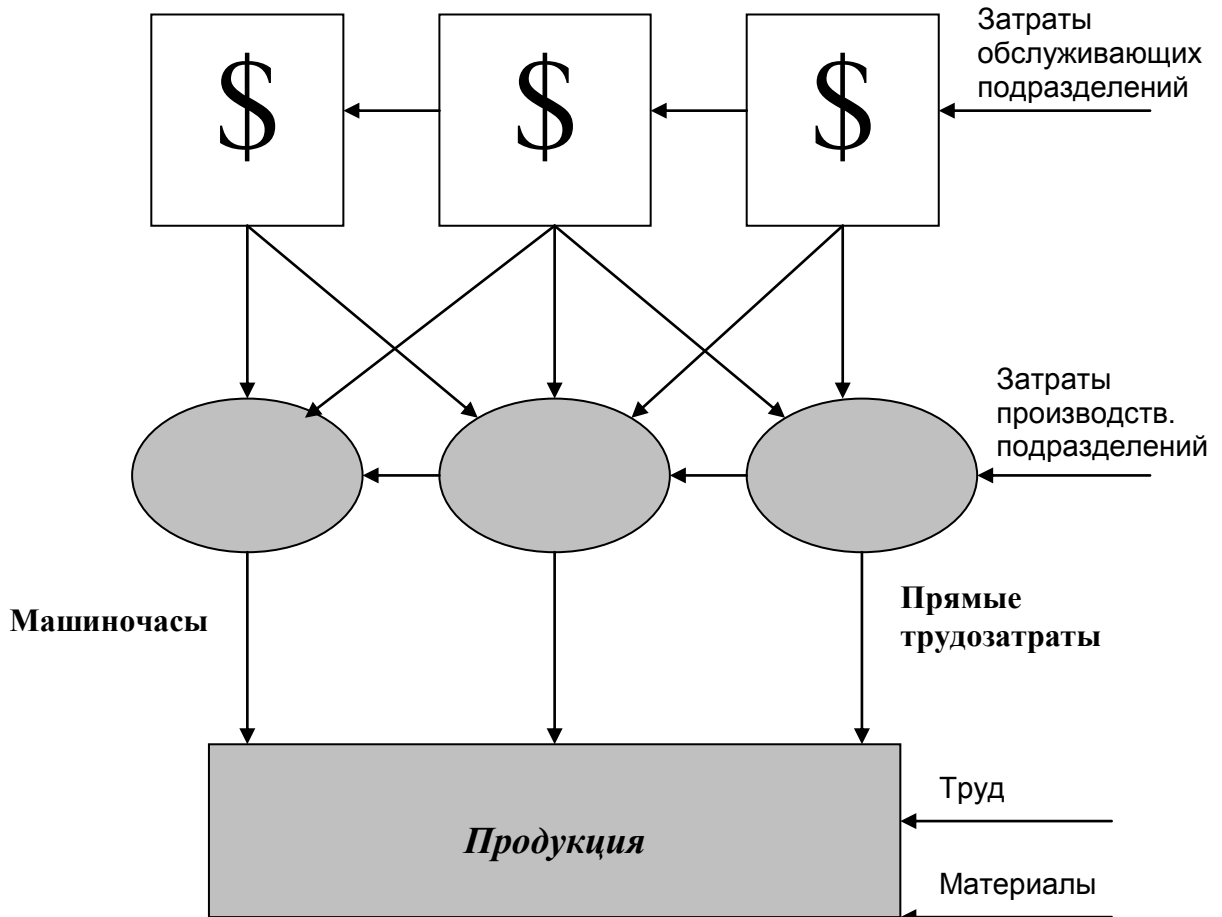 Затраты
обслуживающих
подразделений
$ $ $
Затраты
производств.
подразделений
Машиночасы
Прямые
трудозатраты
Труд
Продукция
Материалы